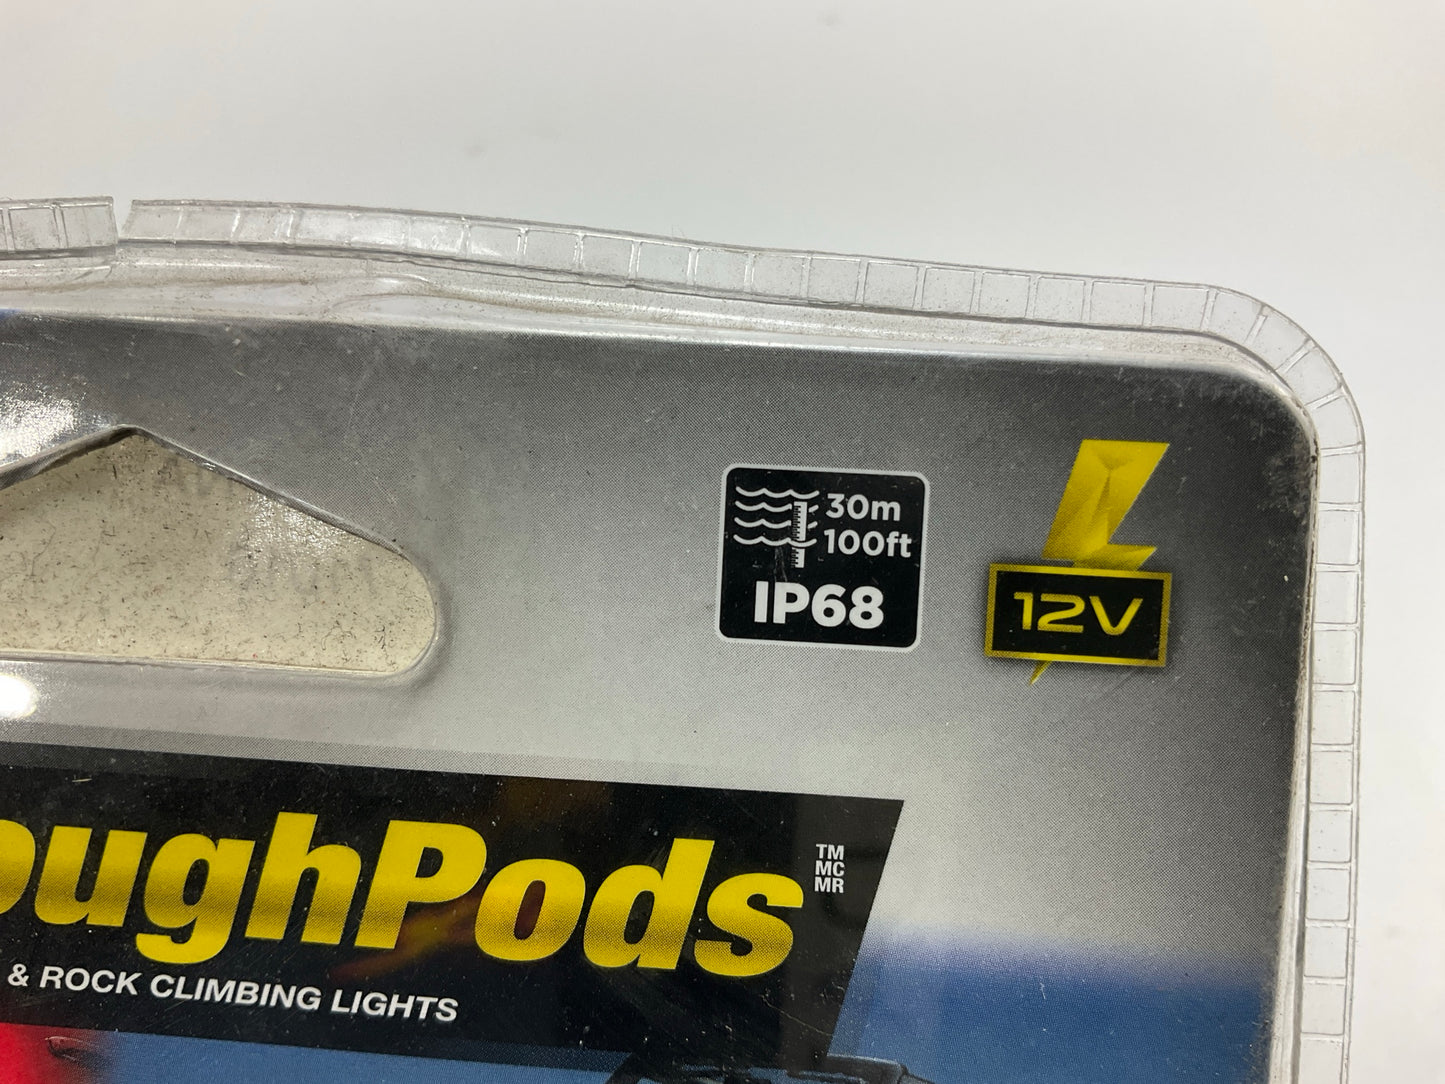 30m
100ft
IP68
12V
oughPods
TM
MC
MR
& ROCK CLIMBING LIGHTS